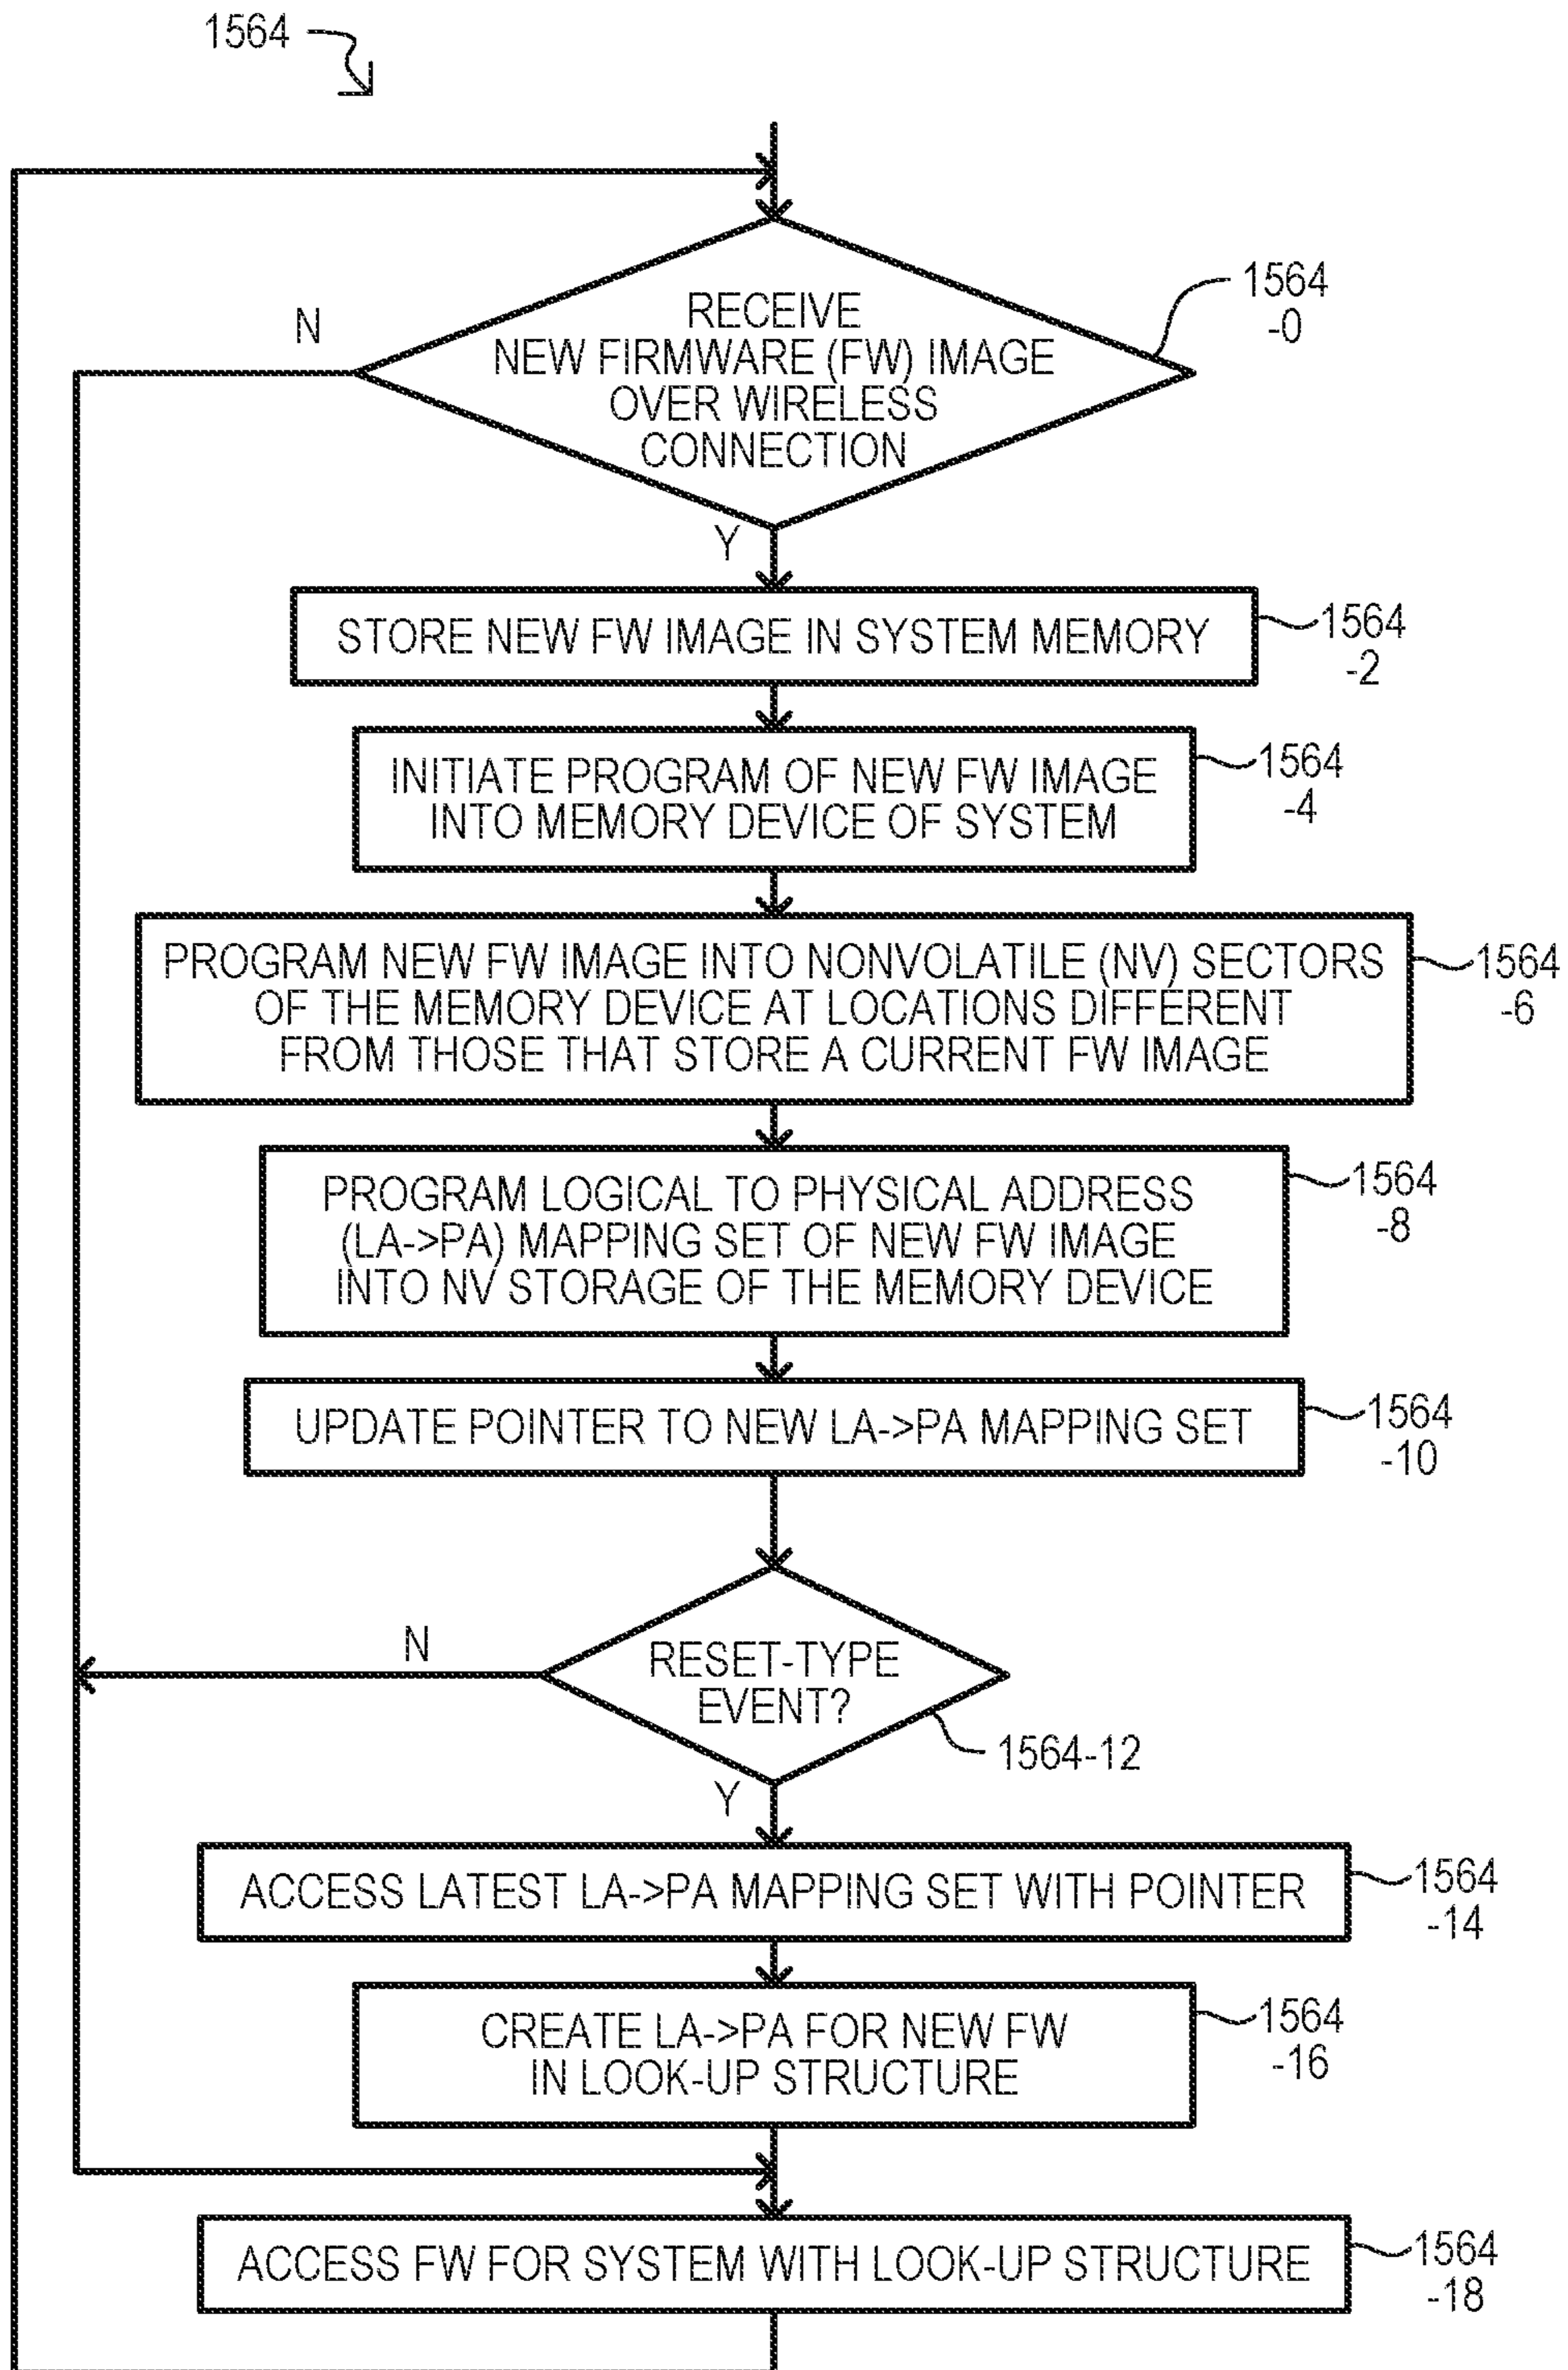 1564
RECEIVE
NEW FIRMWARE (FW) IMAGE
OVER WIRELESS
CONNECTION
1564
-0
N
Y
STORE NEW FW IMAGE IN SYSTEM MEMORY
1564
-2
INITIATE PROGRAM OF NEW FW IMAGE
INTO MEMORY DEVICE OF SYSTEM
1564
-4
PROGRAM NEW FW IMAGE INTO NONVOLATILE (NV) SECTORS
OF THE MEMORY DEVICE AT LOCATIONS DIFFERENT
FROM THOSE THAT STORE A CURRENT FW IMAGE
1564
-6
PROGRAM LOGICAL TO PHYSICAL ADDRESS
(LA->PA) MAPPING SET OF NEW FW IMAGE
INTO NV STORAGE OF THE MEMORY DEVICE
1564
-8
UPDATE POINTER TO NEW LA->PA MAPPING SET
1564
-10
N
RESET-TYPE
EVENT?
1564-12
Y
ACCESS LATEST LA->PA MAPPING SET WITH POINTER
1564
-14
CREATE LA->PA FOR NEW FW
IN LOOK-UP STRUCTURE
1564
-16
ACCESS FW FOR SYSTEM WITH LOOK-UP STRUCTURE
1564
-18